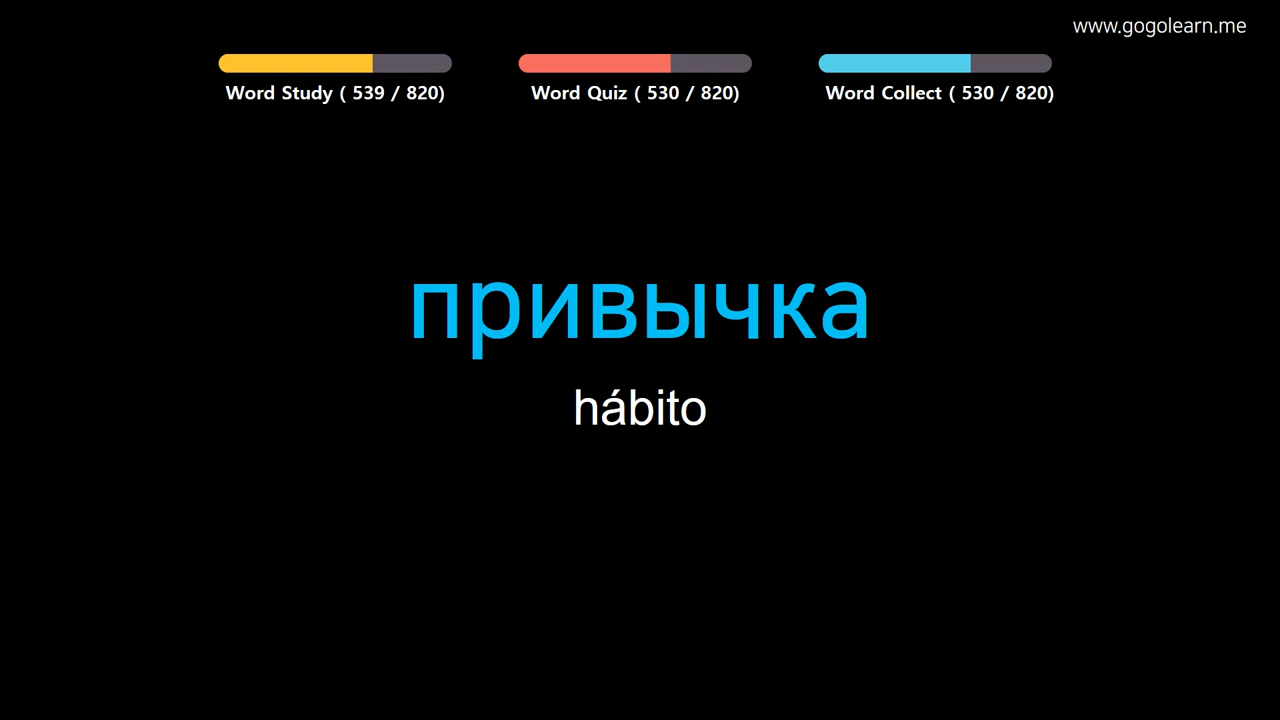 www.gogolearn.me
Word Study ( 539 / 820)
Word Quiz ( 530 / 820)
Word Collect ( 530 / 820)
привычка
hábito